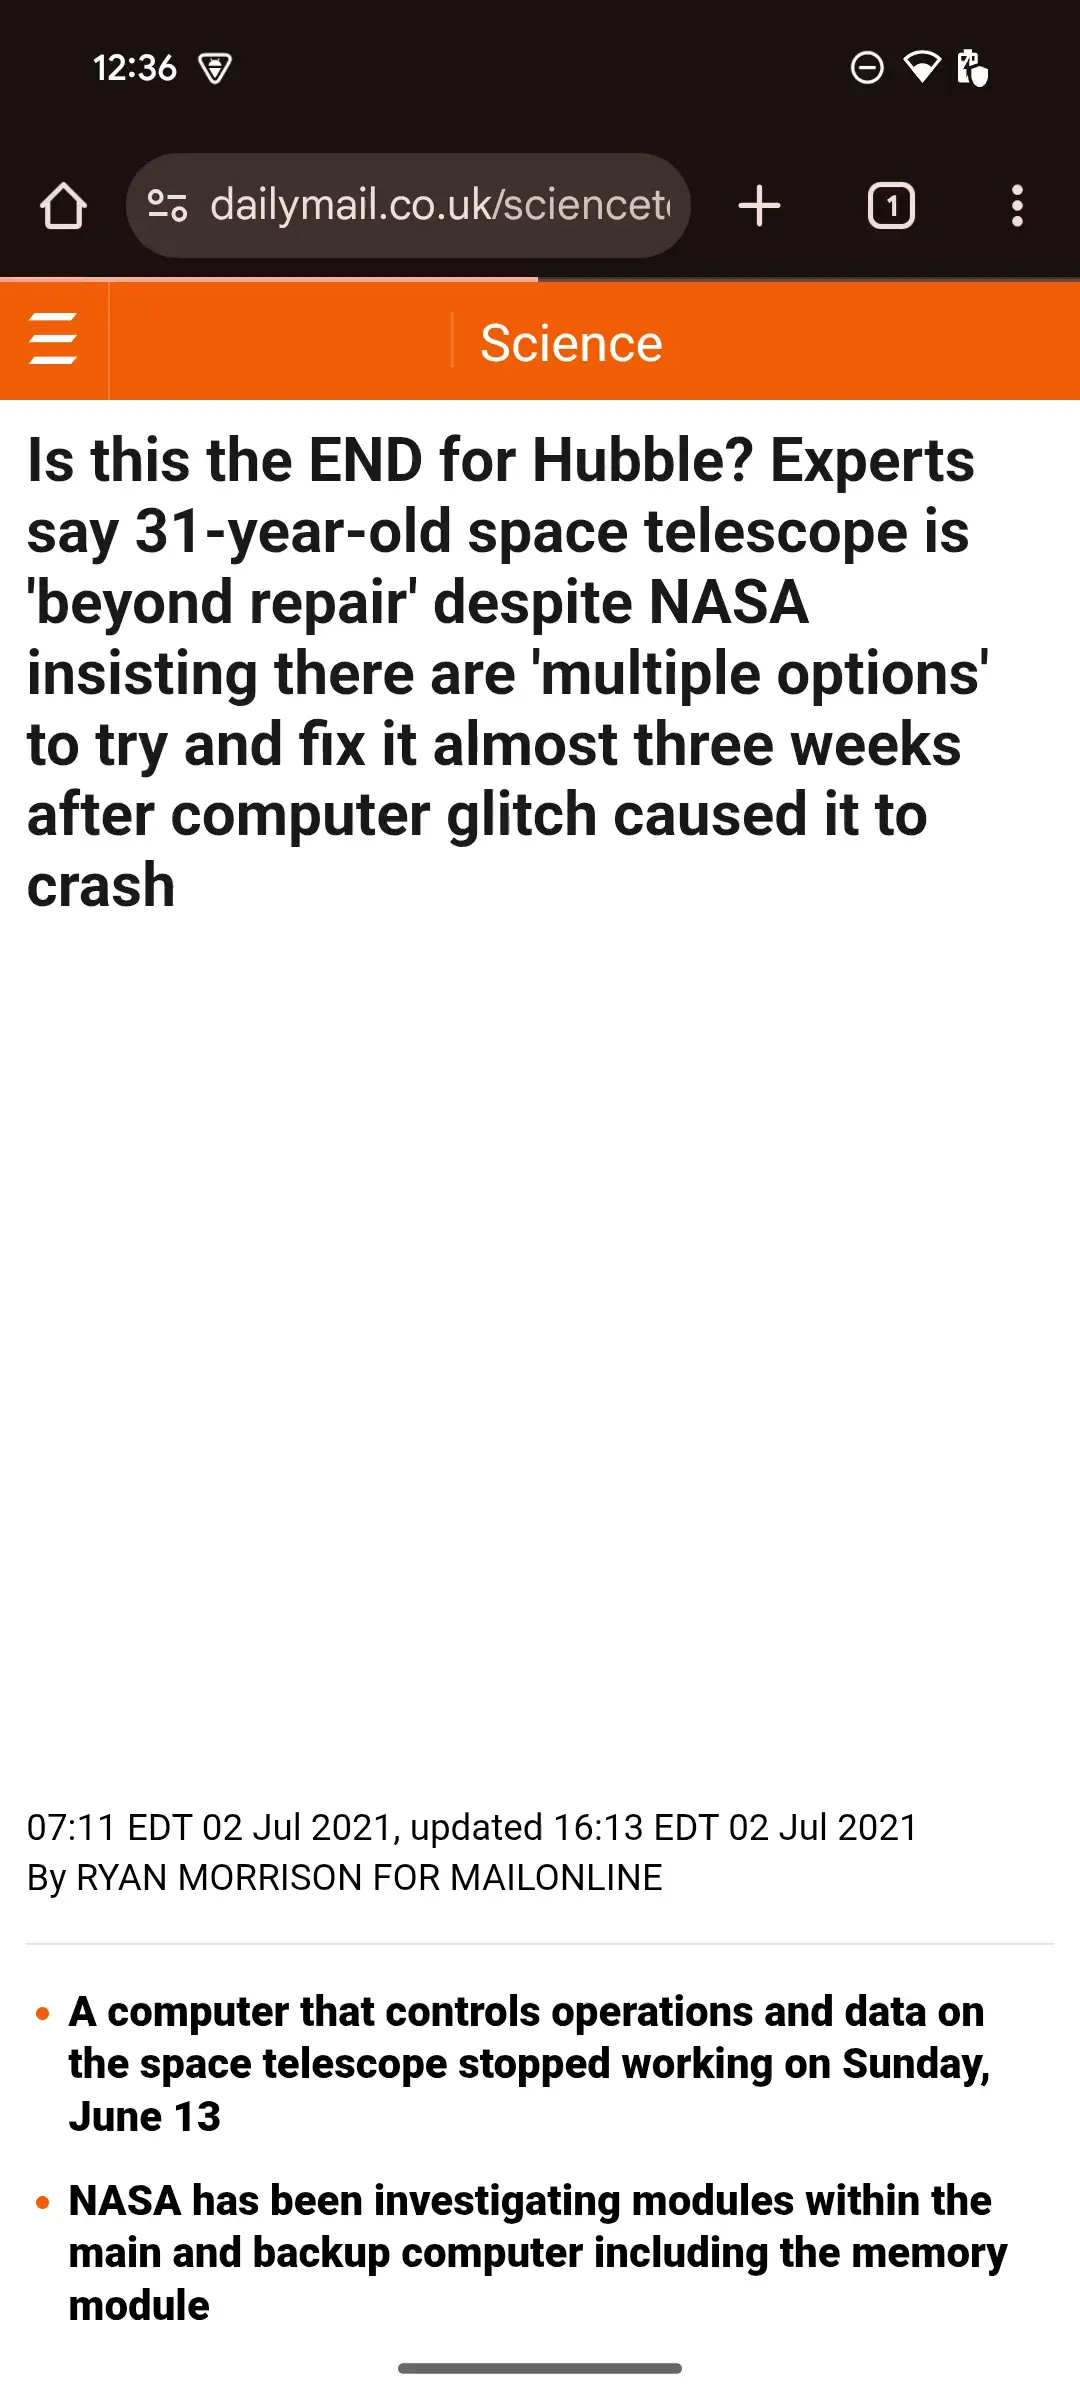 12:36
dailymail.co.uk/sciencet
1
Science
Is this the END for Hubble? Experts
say 31-year-old space telescope is
'beyond repair' despite NASA
insisting there are 'multiple options'
to try and fix it almost three weeks
after computer glitch caused it to
crash
07:11 EDT 02 Jul 2021, updated 16:13 EDT 02 Jul 2021
By RYAN MORRISON FOR MAILONLINE
• A computer that controls operations and data on
the space telescope stopped working on Sunday,
June 13
• NASA has been investigating modules within the
main and backup computer including the memory
module